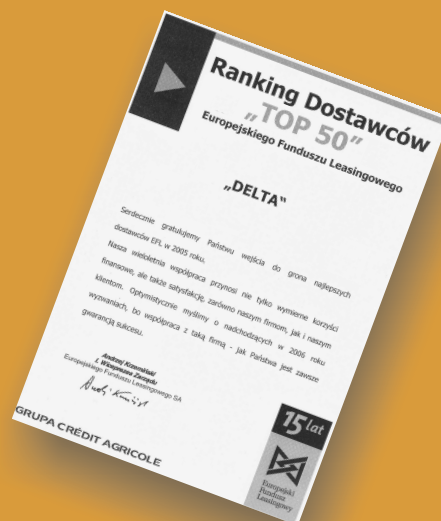 Ranking Dostawców
„TOP 50”
Europejskiego Funduszu Leasingowego
„DELTA“
Serdecznie gratulujemy Państwu wejścia do grona najlepszych
dostawców EFL w 2005 roku.
Nasza wieloletnia współpraca przynosi nie tylko wymierne korzyści
finansowe, ale także satysfakcję, zarówno naszym firmom, jak i naszym
klientom. Optymistycznie myślimy o nadchodzących w 2006 roku
wyzwaniach, bo współpraca z taką firmą - jak Państwa jest zawsze
gwarancją sukcesu.
Andrzej Krzemiński
I. Wiceprezes Zarządu
Europejskiego Funduszu Leasingowego SA
GRUPA CRÉDIT AGRICOLE
15 lat
Europejski
Fundusz
Leasingowy